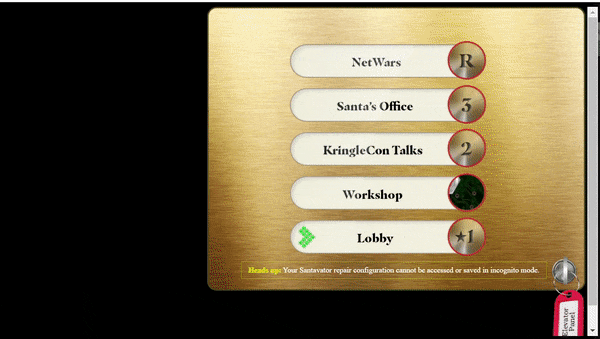 NetWars R
Santa's Office 3
KringleCon Talks 2
Workshop
Lobby ★1
Heads up: Your Santavator repair configuration cannot be accessed or saved in incognito mode.
Elevator
Panel